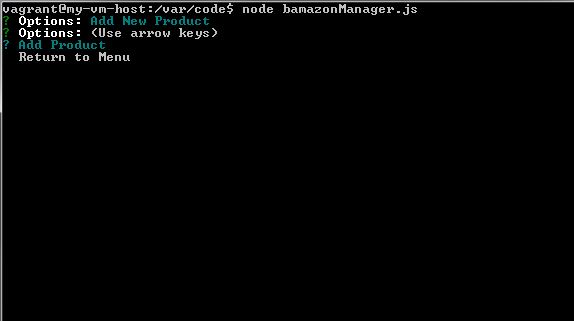 vagrant@my-vm-host:/var/code$ node bamazonManager.js
? Options: Add New Product
? Options: (Use arrow keys)
? Add Product
Return to Menu